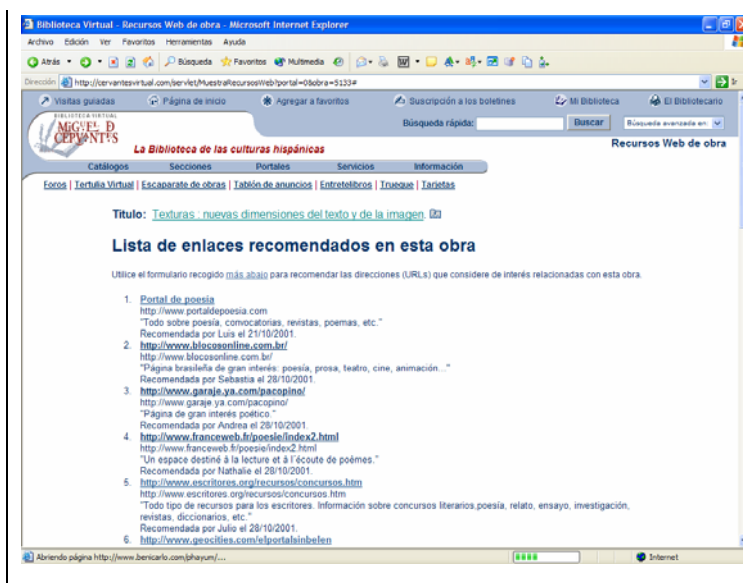 Biblioteca Virtual - Recursos Web de obra - Microsoft Internet Explorer
Archivo Edición Ver Favoritos Herramientas Ayuda
Atrás Búsqueda Favoritos Multimedia
Dirección http://cervantesvirtual.com/servlet/MuestraRecursosWeb?portal=0&obra=5133# Ir
Visitas guiadas Página de inicio Agregar a favoritos Suscripción a los boletines Mi Biblioteca El Bibliotecario
BIBLIOTECA VIRTUAL
MIGUEL D
CERVANTES
Búsqueda rápida: Buscar Búsqueda avanzada en:
La Biblioteca de las culturas hispánicas
Recursos Web de obra
Catálogos Secciones Portales Servicios Información
Foros | Tertulia Virtual | Escaparate de obras | Tablón de anuncios | Entretelibros | Trueque | Tarjetas
Título: Texturas : nuevas dimensiones del texto y de la imagen.
Lista de enlaces recomendados en esta obra
Utilice el formulario recogido más abajo para recomendar las direcciones (URLs) que considere de interés relacionadas con esta obra.
1. Portal de poesia
http://www.portaldepoesia.com
"Todo sobre poesía, convocatorias, revistas, poemas, etc."
Recomendada por Luis el 21/10/2001.
2. http://www.blocosonline.com.br/
http://www.blocosonline.com.br/
"Página brasileña de gran interés: poesía, prosa, teatro, cine, animación..."
Recomendada por Sebastia el 28/10/2001.
3. http://www.garaje.ya.com/pacopino/
http://www.garaje.ya.com/pacopino/
"Página de gran interés poético."
Recomendada por Andrea el 28/10/2001.
4. http://www.franceweb.fr/poesie/index2.html
http://www.franceweb.fr/poesie/index2.html
"Un espace destiné à la lecture et à l'écoute de poèmes."
Recomendada por Nathalie el 28/10/2001.
5. http://www.escritores.org/recursos/concursos.htm
http://www.escritores.org/recursos/concursos.htm
"Todo tipo de recursos para los escritores. Información sobre concursos literarios,poesía, relato, ensayo, investigación,
revistas, diccionarios, etc."
Recomendada por Julio el 28/10/2001.
6. http://www.geocities.com/elportalsinbelen
Abriendo página http://www.benicarlo.com/phayum/... Internet